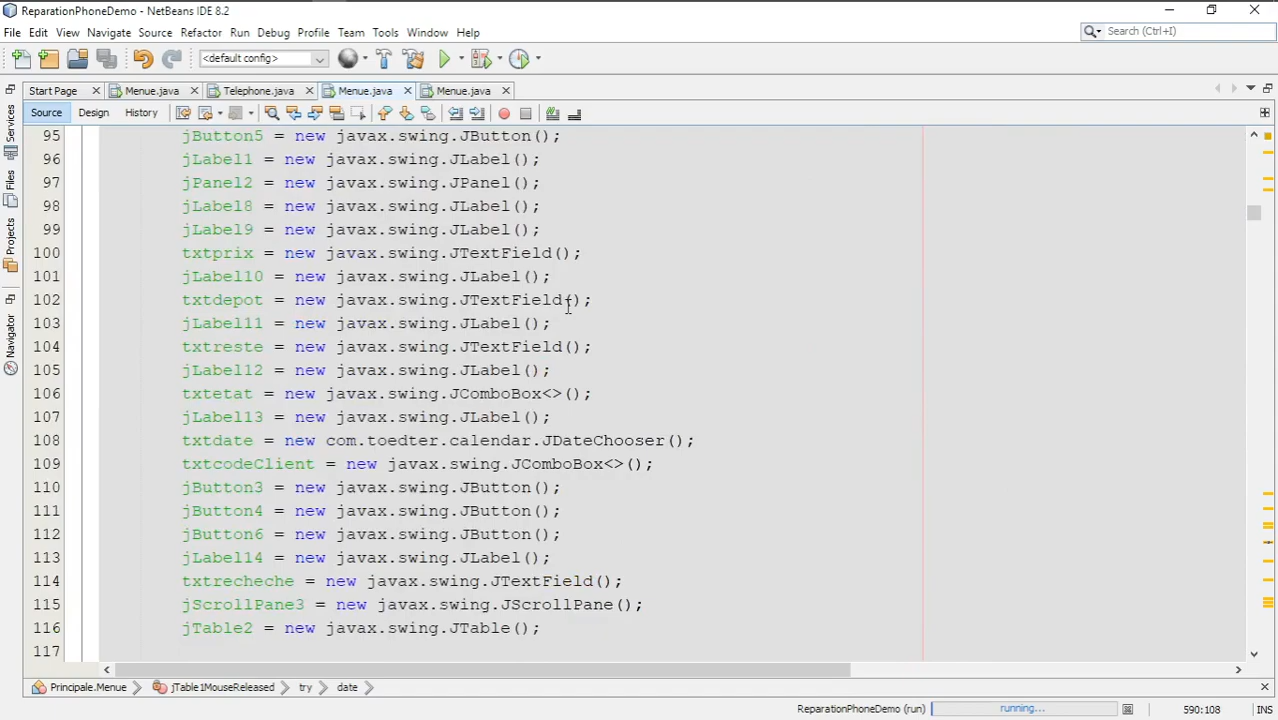 ReparationPhoneDemo - NetBeans IDE 8.2
File Edit View Navigate Source Refactor Run Debug Profile Team Tools Window Help
Search (Ctrl+I)
<default config>
Start Page Menue.java Telephone.java Menue.java Menue.java
Source Design History
Services
Files
Projects
Navigator
95 jButton5 = new javax.swing.JButton();
96 jLabel1 = new javax.swing.JLabel();
97 jPanel2 = new javax.swing.JPanel();
98 jLabel8 = new javax.swing.JLabel();
99 jLabel9 = new javax.swing.JLabel();
100 txtprix = new javax.swing.JTextField();
101 jLabel10 = new javax.swing.JLabel();
102 txtdepot = new javax.swing.JTextField();
103 jLabel11 = new javax.swing.JLabel();
104 txtreste = new javax.swing.JTextField();
105 jLabel12 = new javax.swing.JLabel();
106 txtetat = new javax.swing.JComboBox<>();
107 jLabel13 = new javax.swing.JLabel();
108 txtdate = new com.toedter.calendar.JDateChooser();
109 txtcodeClient = new javax.swing.JComboBox<>();
110 jButton3 = new javax.swing.JButton();
111 jButton4 = new javax.swing.JButton();
112 jButton6 = new javax.swing.JButton();
113 jLabel14 = new javax.swing.JLabel();
114 txtrecheche = new javax.swing.JTextField();
115 jScrollPane3 = new javax.swing.JScrollPane();
116 jTable2 = new javax.swing.JTable();
117
Principale.Menue jTable1MouseReleased try date
ReparationPhoneDemo (run) running... 590:108 INS